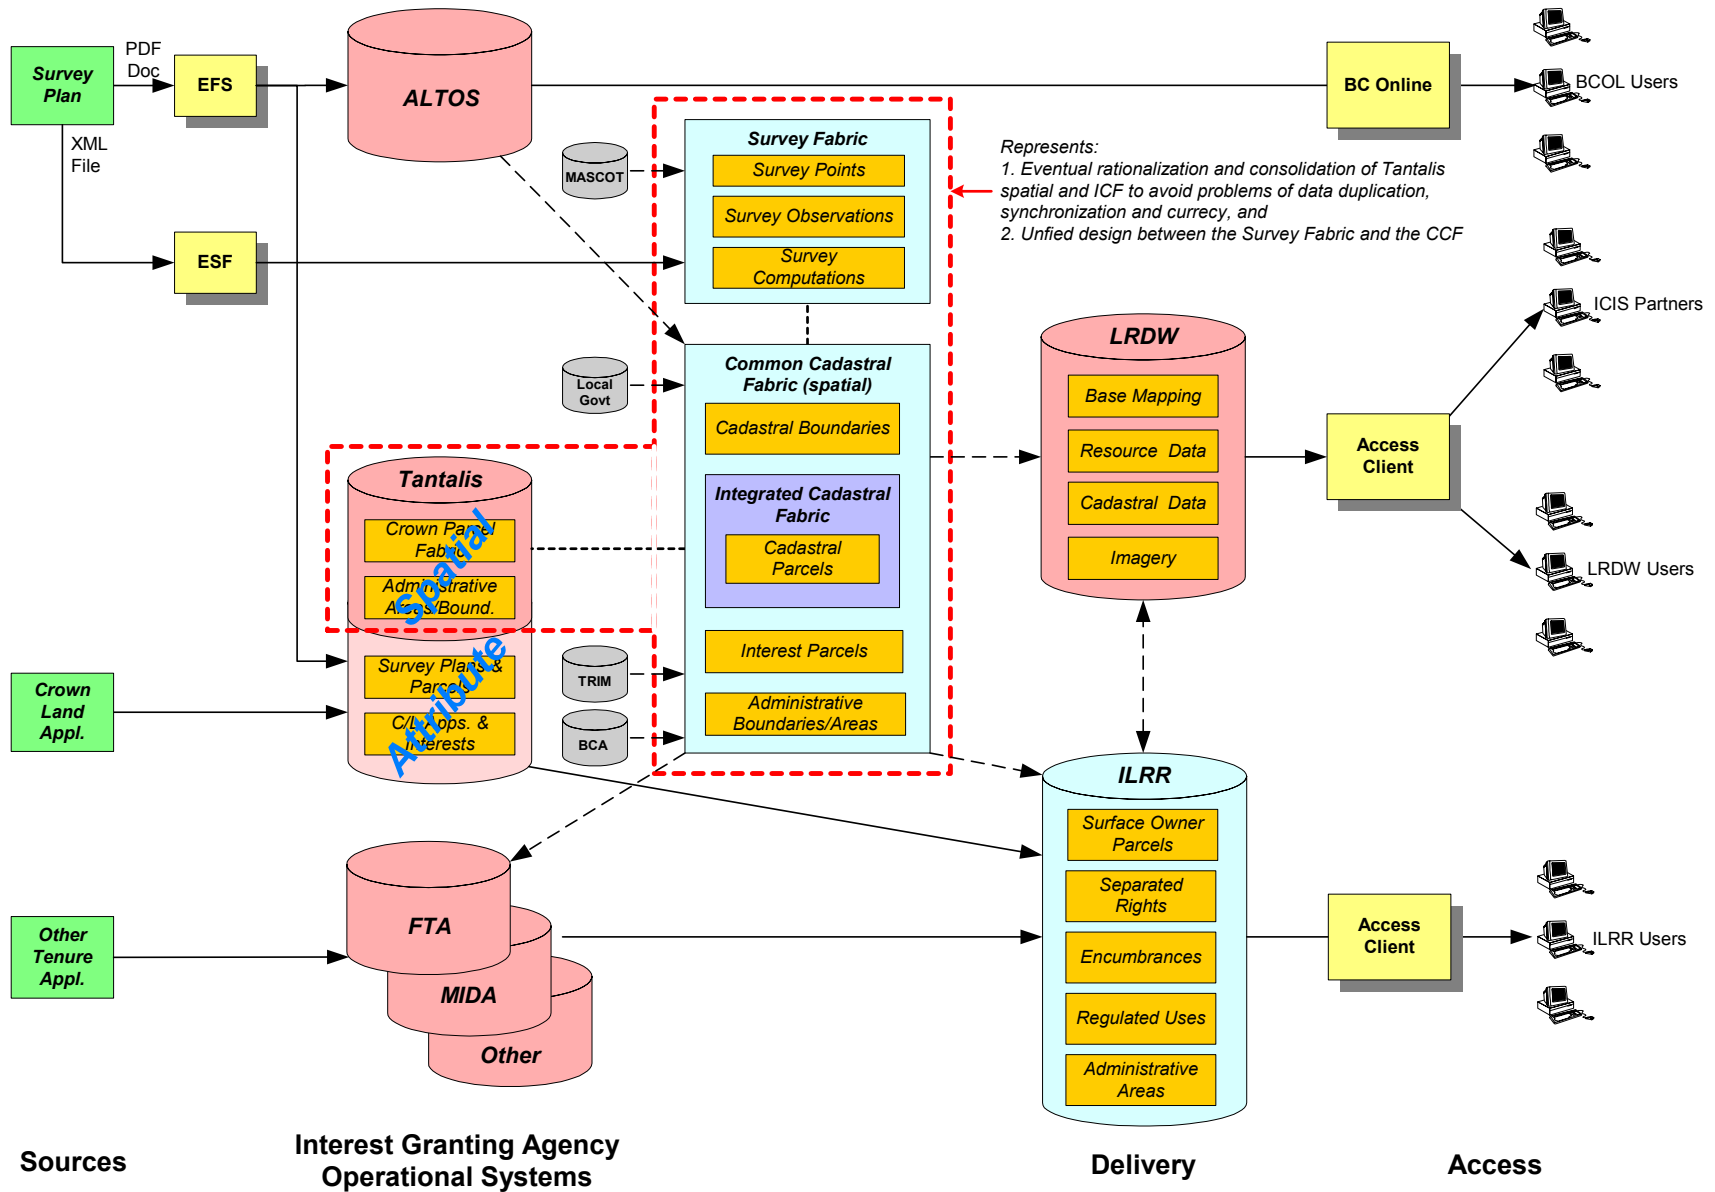 Survey
Plan
PDF
Doc
XML
File
EFS
ESF
ALTOS
BC Online
BCOL Users
MASCOT
Survey Fabric
Survey Points
Survey Observations
Survey
Computations
Represents:
1. Eventual rationalization and consolidation of Tantalis
spatial and ICF to avoid problems of data duplication,
synchronization and currecy, and
2. Unfied design between the Survey Fabric and the CCF
Local
Govt
Common Cadastral
Fabric (spatial)
Cadastral Boundaries
Integrated Cadastral
Fabric
Cadastral
Parcels
Interest Parcels
Administrative
Boundaries/Areas
TRIM
BCA
Tantalis
Crown Parcel
Fabric
Administrative
Areas/Bound.
Spatial
Survey Plans &
Parcels
C/L Apps. &
Interests
Attribute
LRDW
Base Mapping
Resource Data
Cadastral Data
Imagery
Access
Client
ICIS Partners
LRDW Users
Crown
Land
Appl.
Other
Tenure
Appl.
FTA
MIDA
Other
ILRR
Surface Owner
Parcels
Separated
Rights
Encumbrances
Regulated Uses
Administrative
Areas
Access
Client
ILRR Users
Sources
Interest Granting Agency
Operational Systems
Delivery
Access